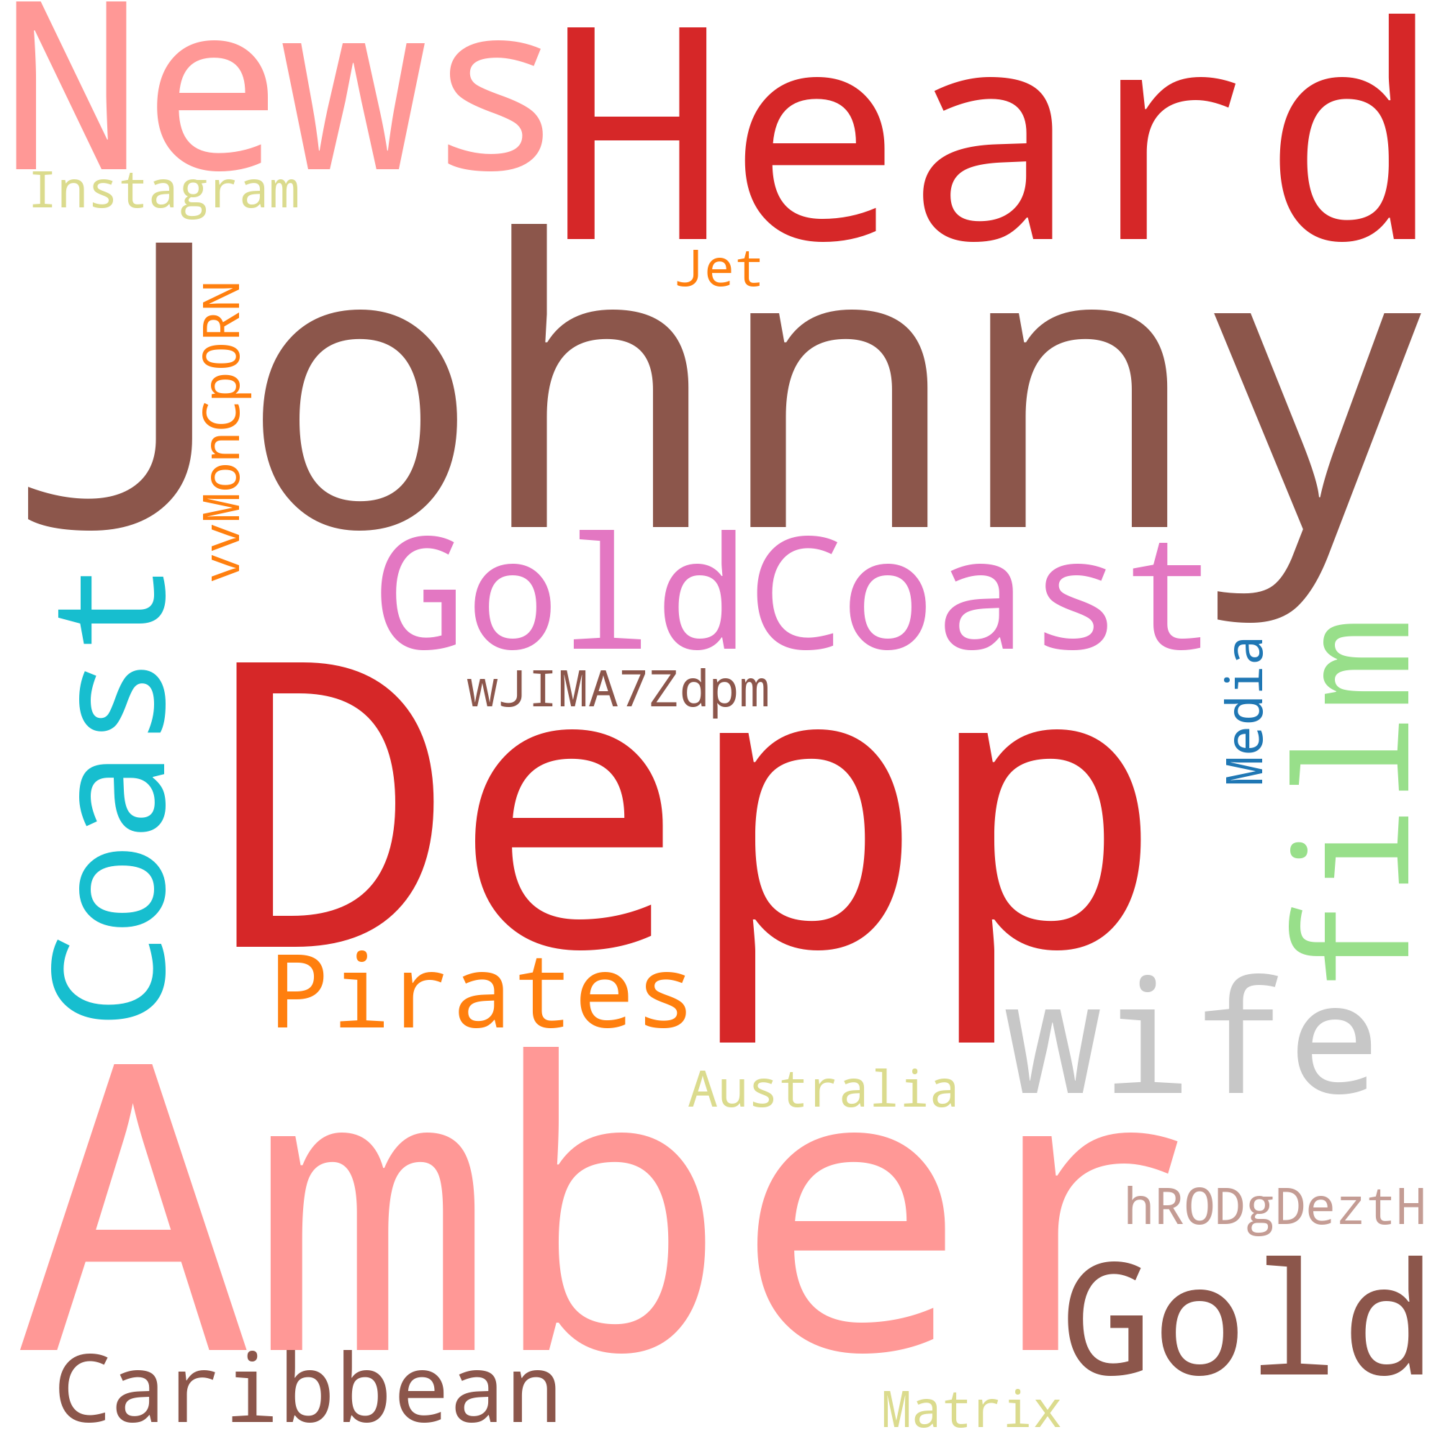 News
Heard
Instagram
Jet
Johnny
vvMonCp0RN
GoldCoast
Coast
wJIMA7Zdpm
Media
film
Depp
Pirates
wife
Australia
Amber
hRODgDeztH
Gold
Caribbean
Matrix